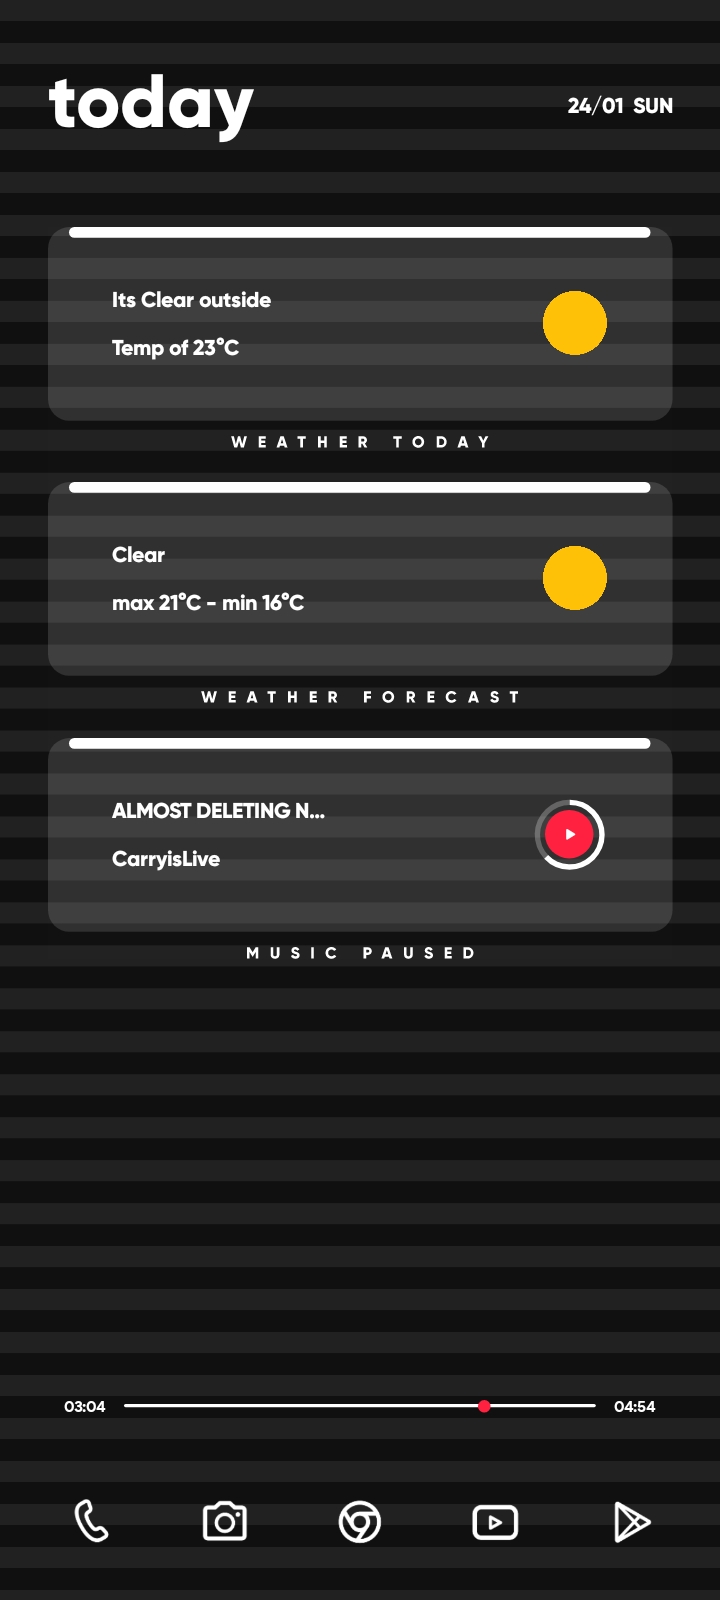 today
24/01 SUN
Its Clear outside
Temp of 23°C
WEATHER TODAY
Clear
max 21°C - min 16°C
WEATHER FORECAST
ALMOST DELETING N...
CarryisLive
MUSIC PAUSED
03:04
04:54